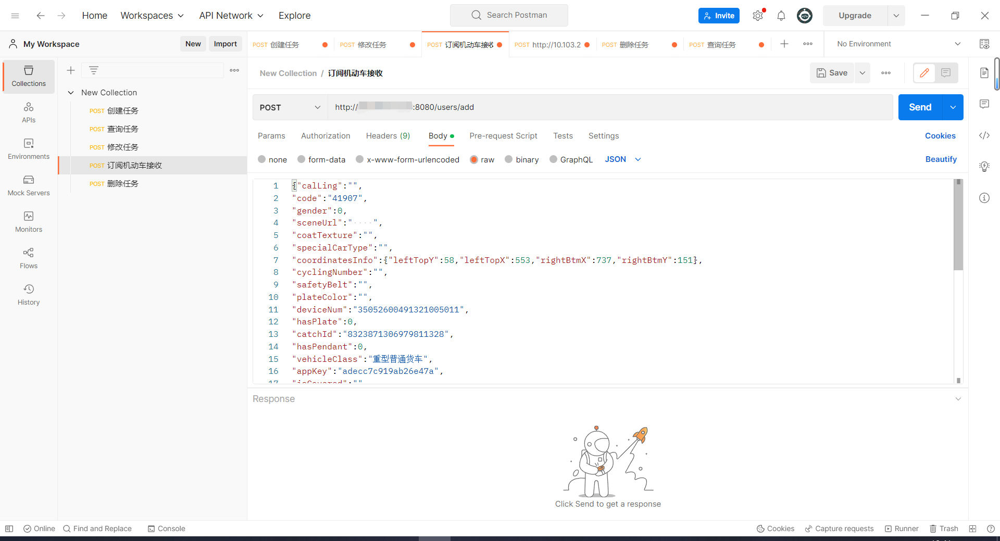 Home Workspaces API Network Explore Search Postman Invite Upgrade
My Workspace New Import
POST 创建任务 POST 修改任务 POST 订阅机动车接收 POST http://10.103.2 POST 删除任务 POST 查询任务 No Environment
Collections
APIs
Environments
Mock Servers
Monitors
Flows
History
New Collection
POST 创建任务
POST 查询任务
POST 修改任务
POST 订阅机动车接收
POST 删除任务
New Collection / 订阅机动车接收 Save
POST http:// :8080/users/add Send
Params Authorization Headers (9) Body Pre-request Script Tests Settings Cookies
none form-data x-www-form-urlencoded raw binary GraphQL JSON Beautify
1 {"calLing":"",
2 "code":"41907",
3 "gender":0,
4 "sceneUrl":"····",
5 "coatTexture":"",
6 "specialCarType":"",
7 "coordinatesInfo":{"leftTopY":58,"leftTopX":553,"rightBtmX":737,"rightBtmY":151},
8 "cyclingNumber":"",
9 "safetyBelt":"",
10 "plateColor":"",
11 "deviceNum":"35052600491321005011",
12 "hasPlate":0,
13 "catchId":"8323871306979811328",
14 "hasPendant":0,
15 "vehicleClass":"重型普通货车",
16 "appKey":"adecc7c919ab26e47a",
17 "isCovered":""
Response
Click Send to get a response
Online Find and Replace Console Cookies Capture requests Runner Trash